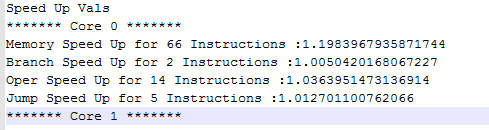 Speed Up Vals
******* Core 0 *******
Memory Speed Up for 66 Instructions :1.1983967935871744
Branch Speed Up for 2 Instructions :1.0050420168067227
Oper Speed Up for 14 Instructions :1.0363951473136914
Jump Speed Up for 5 Instructions :1.012701100762066
******* Core 1 *******